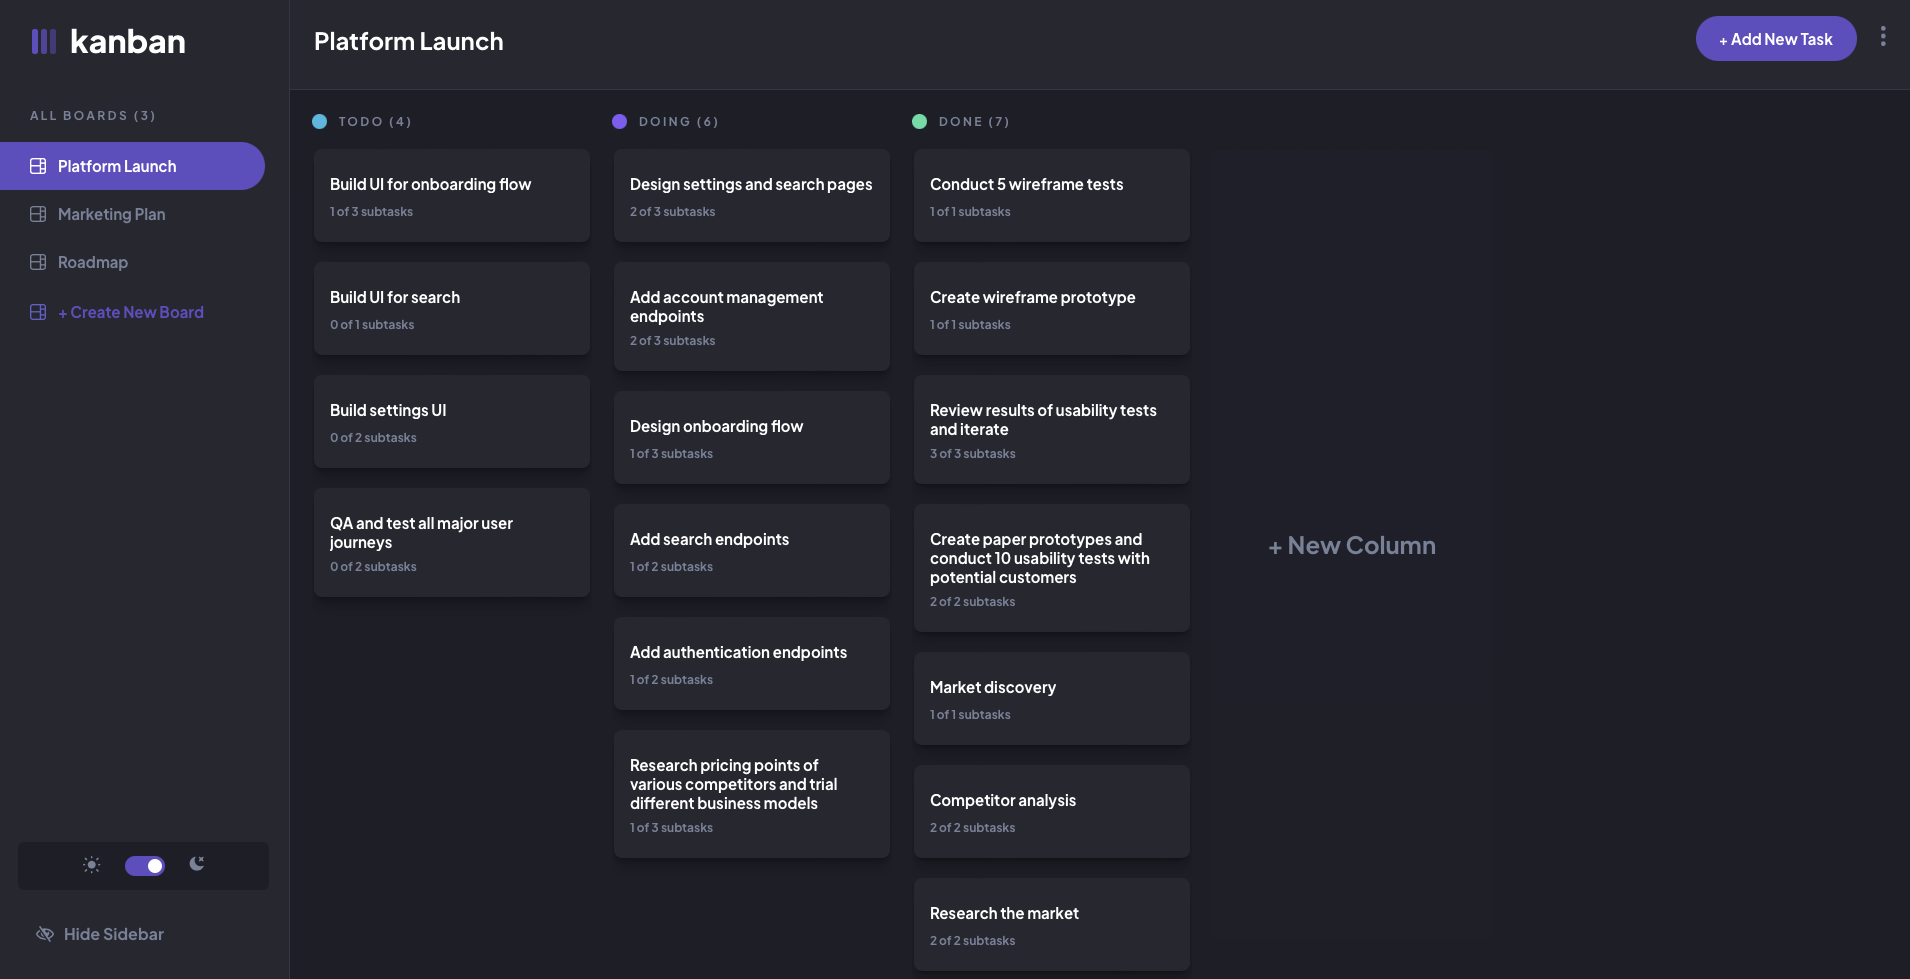 kanban
ALL BOARDS (3)
Platform Launch
Marketing Plan
Roadmap
+ Create New Board
Hide Sidebar
Platform Launch
+ Add New Task
TODO (4)
Build UI for onboarding flow
1 of 3 subtasks
Build UI for search
0 of 1 subtasks
Build settings UI
0 of 2 subtasks
QA and test all major user
journeys
0 of 2 subtasks
DOING (6)
Design settings and search pages
2 of 3 subtasks
Add account management
endpoints
2 of 3 subtasks
Design onboarding flow
1 of 3 subtasks
Add search endpoints
1 of 2 subtasks
Add authentication endpoints
1 of 2 subtasks
Research pricing points of
various competitors and trial
different business models
1 of 3 subtasks
DONE (7)
Conduct 5 wireframe tests
1 of 1 subtasks
Create wireframe prototype
1 of 1 subtasks
Review results of usability tests
and iterate
3 of 3 subtasks
Create paper prototypes and
conduct 10 usability tests with
potential customers
2 of 2 subtasks
Market discovery
1 of 1 subtasks
Competitor analysis
2 of 2 subtasks
Research the market
2 of 2 subtasks
+ New Column